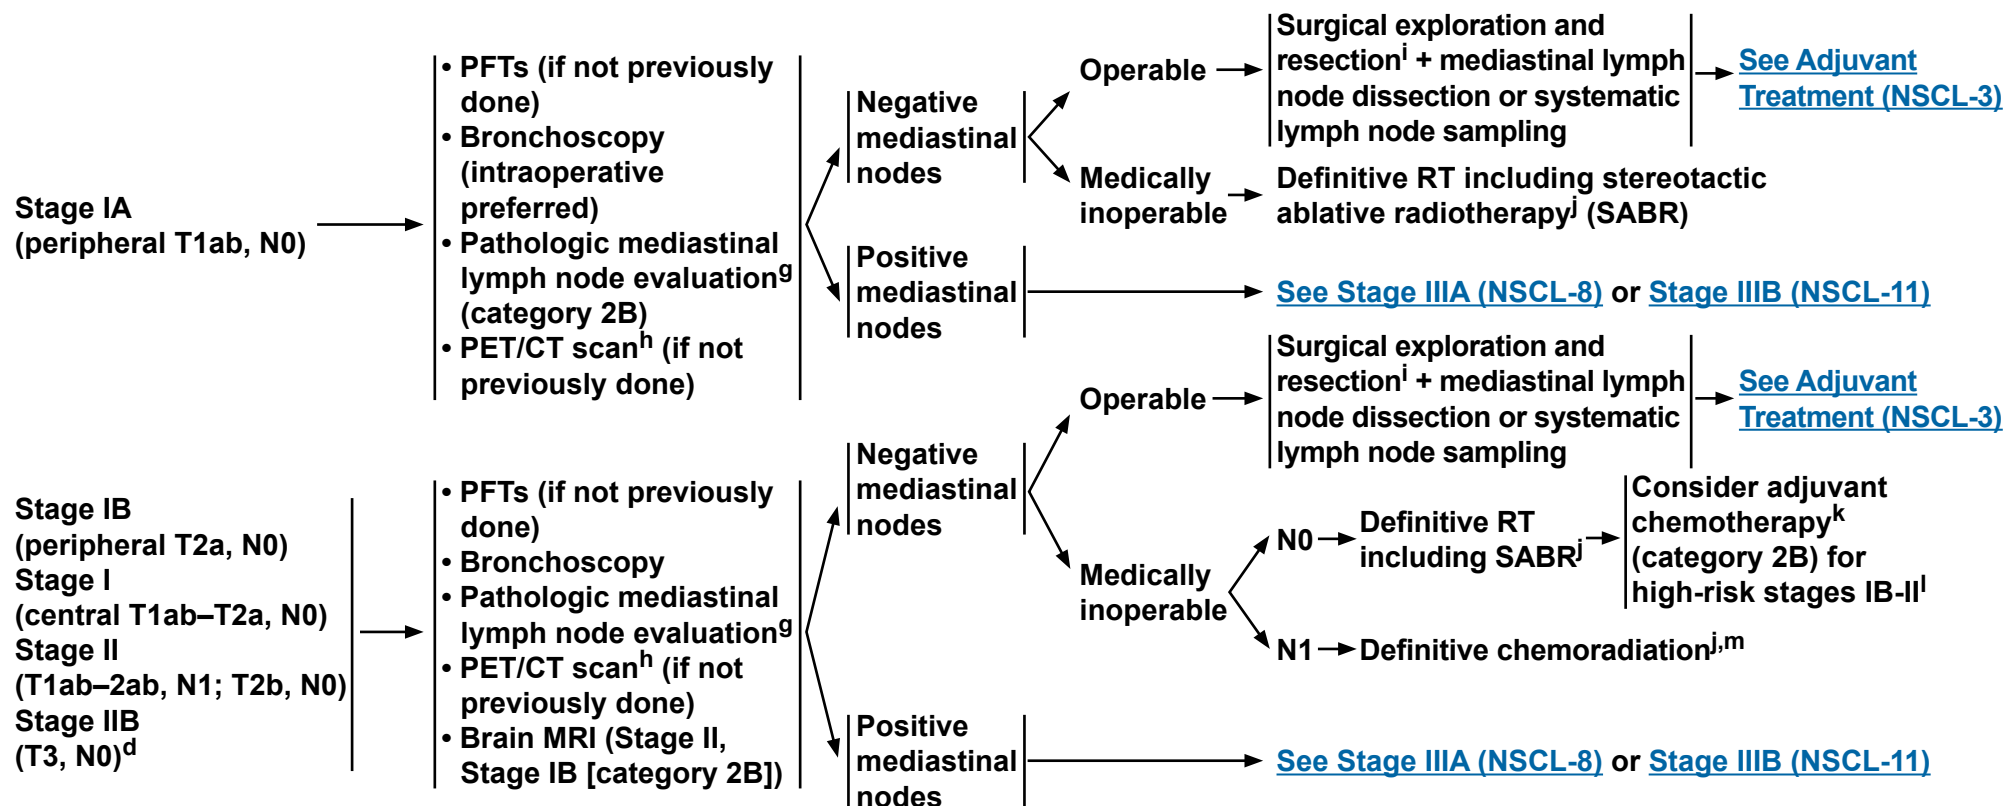 Stage IA
(peripheral T1ab, N0)
• PFTs (if not previously
done)
• Bronchoscopy
(intraoperative
preferred)
• Pathologic mediastinal
lymph node evaluationg
(category 2B)
• PET/CT scanh (if not
previously done)
Negative
mediastinal
nodes
Operable
Surgical exploration and
resectioni + mediastinal lymph
node dissection or systematic
lymph node sampling
See Adjuvant
Treatment (NSCL-3)
Medically
inoperable
Definitive RT including stereotactic
ablative radiotherapyj (SABR)
Positive
mediastinal
nodes
See Stage IIIA (NSCL-8) or Stage IIIB (NSCL-11)
Stage IB
(peripheral T2a, N0)
Stage I
(central T1ab–T2a, N0)
Stage II
(T1ab–2ab, N1; T2b, N0)
Stage IIB
(T3, N0)d
• PFTs (if not previously
done)
• Bronchoscopy
• Pathologic mediastinal
lymph node evaluationg
• PET/CT scanh (if not
previously done)
• Brain MRI (Stage II,
Stage IB [category 2B])
Negative
mediastinal
nodes
Operable
Surgical exploration and
resectioni + mediastinal lymph
node dissection or systematic
lymph node sampling
See Adjuvant
Treatment (NSCL-3)
Medically
inoperable
N0
Definitive RT
including SABRj
Consider adjuvant
chemotherapyk
(category 2B) for
high-risk stages IB-IIl
N1
Definitive chemoradiationj,m
Positive
mediastinal
nodes
See Stage IIIA (NSCL-8) or Stage IIIB (NSCL-11)